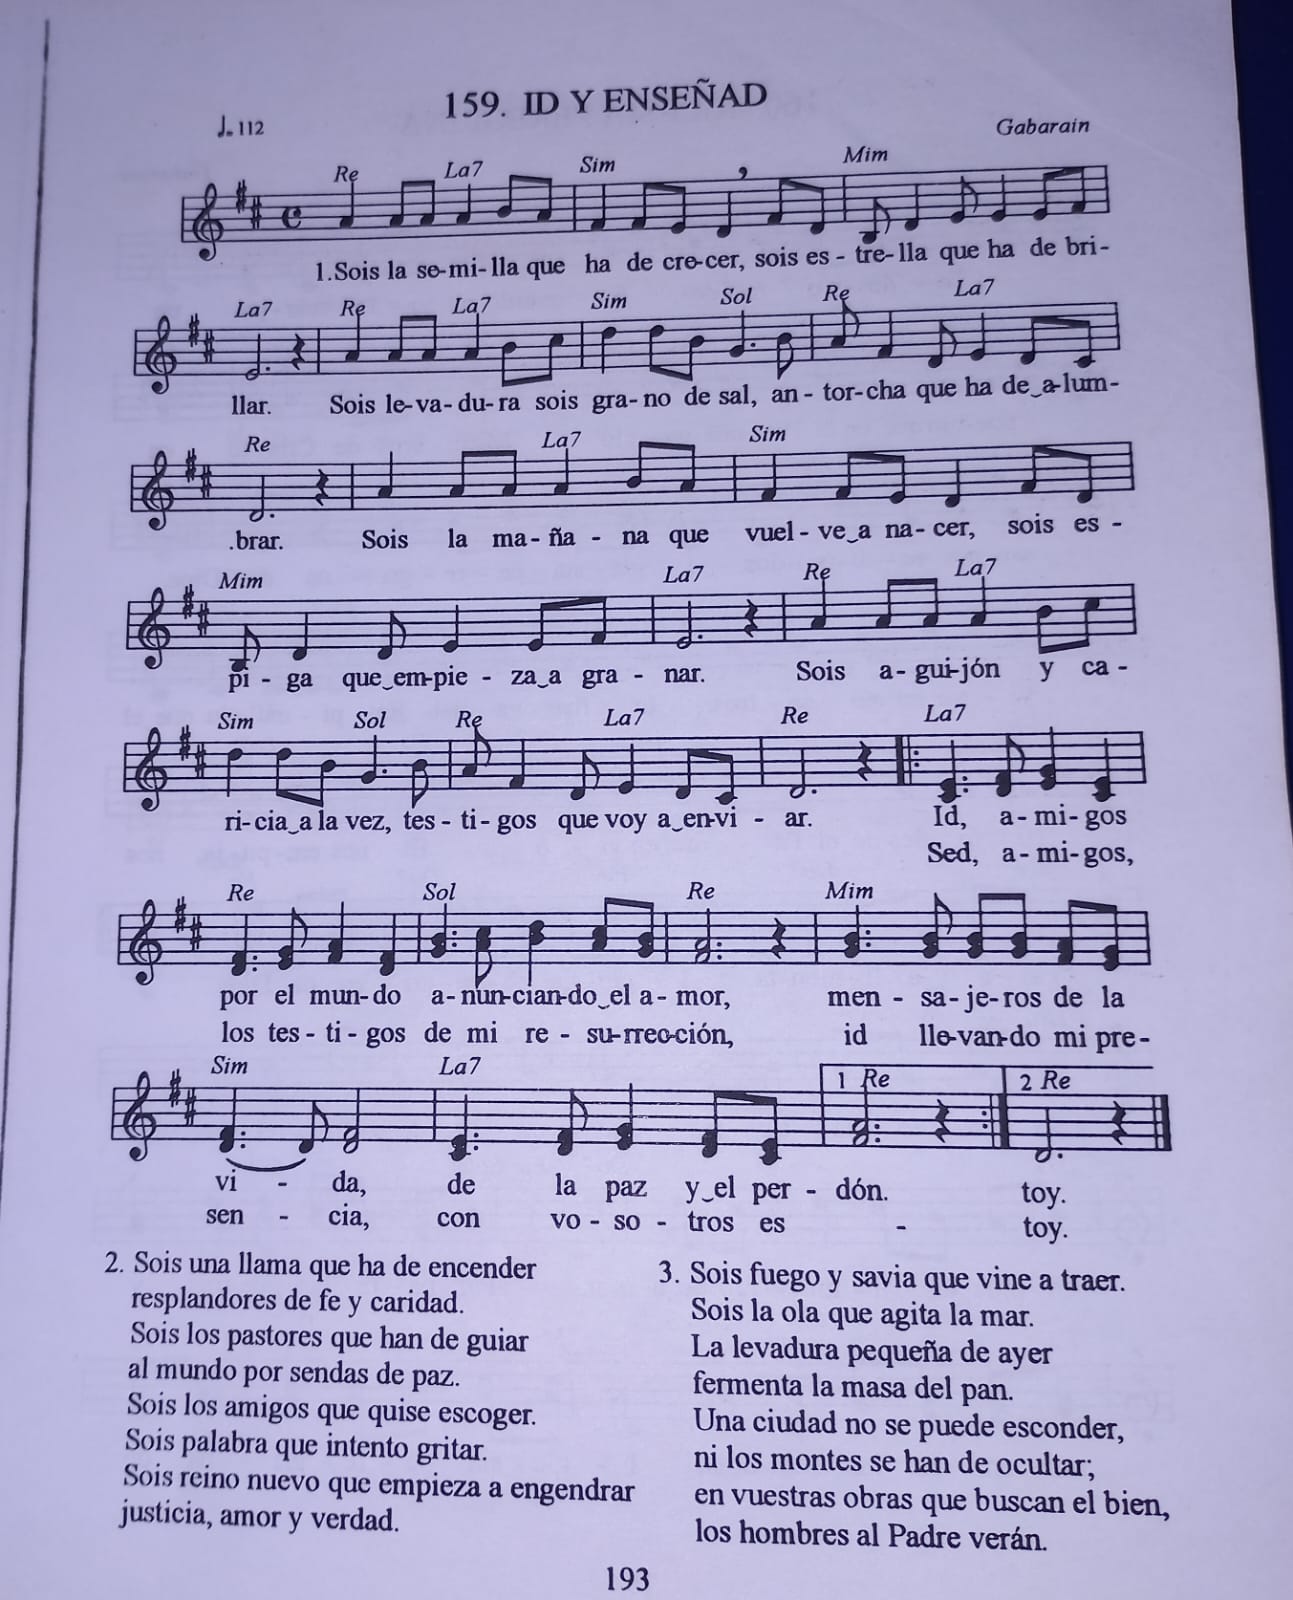 159. ID Y ENSEÑAD
♩= 112
Gabarain
Re La7 Sim Mim
1.Sois la se-mi-lla que ha de cre-cer, sois es - tre-lla que ha de bri-
La7 Re La7 Sim Sol Re La7
llar. Sois le-va-du-ra sois gra-no de sal, an - tor-cha que ha de_a-lum-
Re La7 Sim
.brar. Sois la ma-ña - na que vuel-ve_a na-cer, sois es -
Mim La7 Re La7
pi - ga que_em-pie - za_a gra - nar. Sois a-gui-jón y ca -
Sim Sol Re La7 Re La7
ri-cia_a la vez, tes - ti - gos que voy a_en-vi - ar. Id, a-mi-gos
Sed, a-mi-gos,
Re Sol Re Mim
por el mun-do a-nun-cian-do_el a-mor, men - sa-je-ros de la
los tes - ti - gos de mi re - su-rrec-ción, id lle-van-do mi pre-
Sim La7 1 Re 2 Re
vi - da, de la paz y_el per - dón. toy.
sen - cia, con vo - so - tros es - toy.
2. Sois una llama que ha de encender
resplandores de fe y caridad.
Sois los pastores que han de guiar
al mundo por sendas de paz.
Sois los amigos que quise escoger.
Sois palabra que intento gritar.
Sois reino nuevo que empieza a engendrar
justicia, amor y verdad.
3. Sois fuego y savia que vine a traer.
Sois la ola que agita la mar.
La levadura pequeña de ayer
fermenta la masa del pan.
Una ciudad no se puede esconder,
ni los montes se han de ocultar;
en vuestras obras que buscan el bien,
los hombres al Padre verán.
193